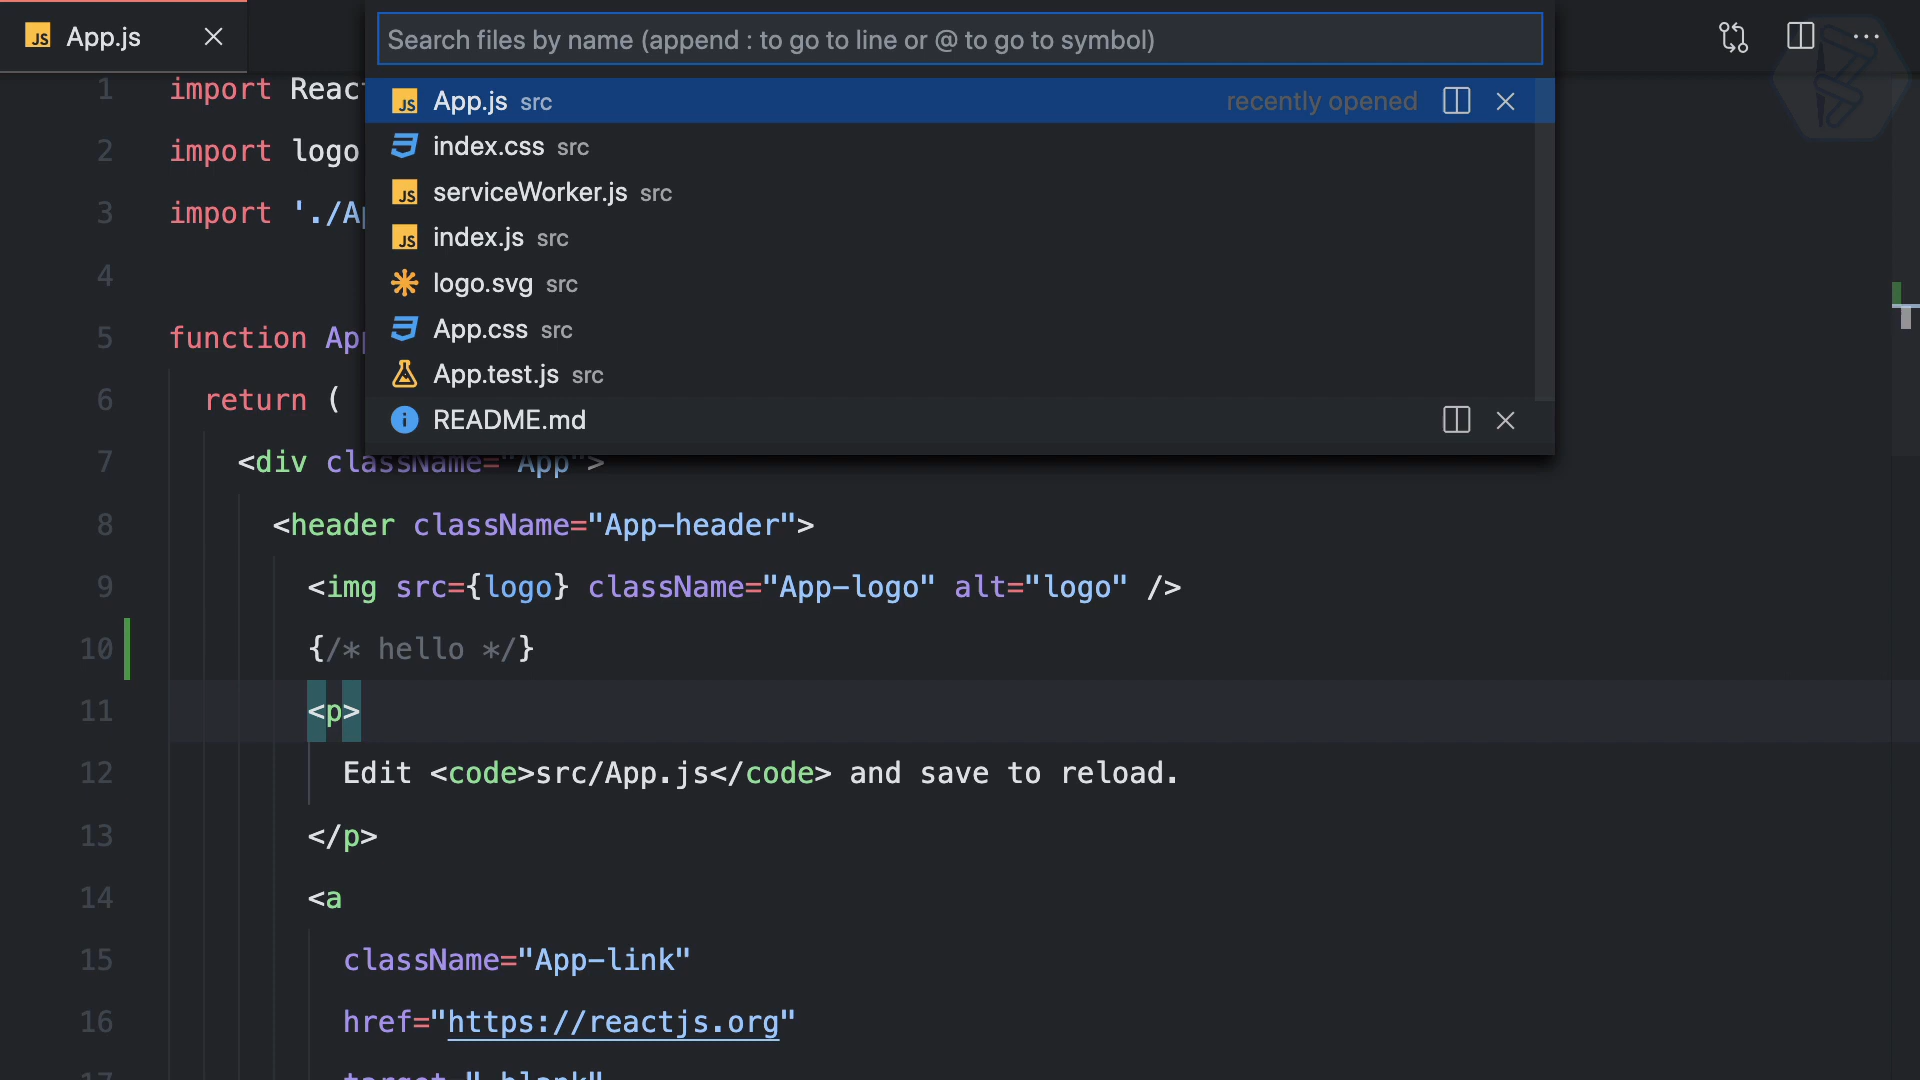 App.js
Search files by name (append : to go to line or @ to go to symbol)
App.js src recently opened
index.css src
serviceWorker.js src
index.js src
logo.svg src
App.css src
App.test.js src
README.md
1 import Reac
2 import logo
3 import './Ap
4
5 function App
6 return (
7 <div className="App">
8 <header className="App-header">
9 <img src={logo} className="App-logo" alt="logo" />
10 {/* hello */}
11 <p>
12 Edit <code>src/App.js</code> and save to reload.
13 </p>
14 <a
15 className="App-link"
16 href="https://reactjs.org"
17 target="_blank"